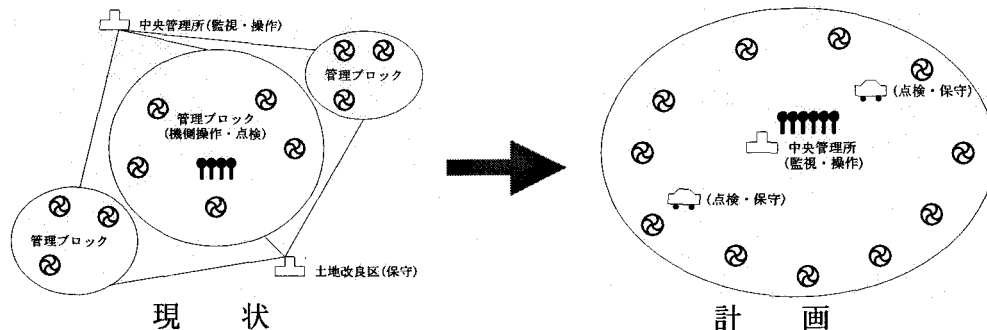 中央管理所(監視・操作)
管理ブロック
管理ブロック
(機側操作・点検)
管理ブロック
土地改良区(保守)
現 状
(点検・保守)
中央管理所
(監視・操作)
(点検・保守)
計 画